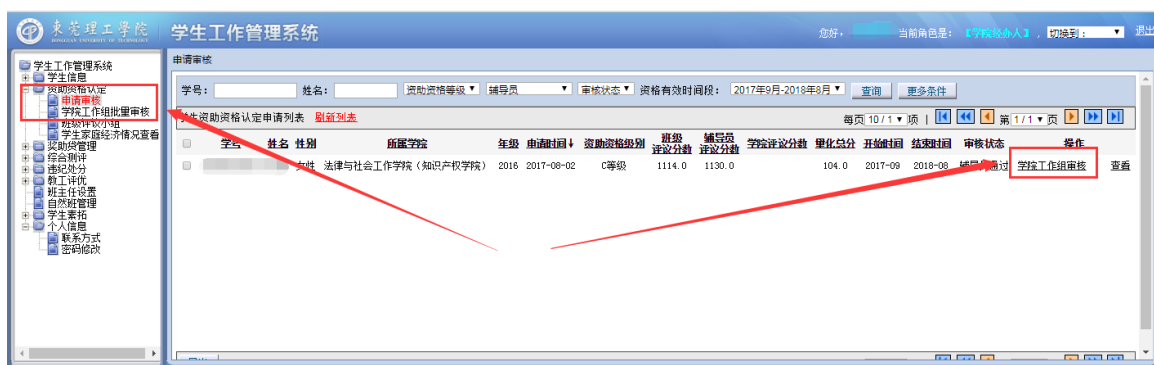 東莞理工學院
DONGGUAN UNIVERSITY OF TECHNOLOGY
学生工作管理系统
您好，
当前角色是：
【学院经办人】
, 切换到：
退出
学生工作管理系统
学生信息
资助资格认定
申请审核
学院工作组批量审核
班级评议小组
学生家庭经济情况查看
奖助贷管理
综合测评
违纪处分
教工评优
班主任设置
自然班管理
学生素拓
个人信息
联系方式
密码修改
申请审核
学号： 姓名： 资助资格等级 辅导员 审核状态 资格有效时间段： 2017年9月-2018年8月 查询 更多条件
学生资助资格认定申请列表 刷新列表 每页 10 / 1 项 | 第 1 / 1 页
学号 姓名 性别 所属学院 年级 申请时间↓ 资助资格级别 班级评议分数 辅导员评议分数 学院评议分数 量化总分 开始时间 结束时间 审核状态 操作
女性 法律与社会工作学院（知识产权学院） 2016 2017-08-02 C等级 1114.0 1130.0 104.0 2017-09 2018-08 辅导员通过 学院工作组审核 查看